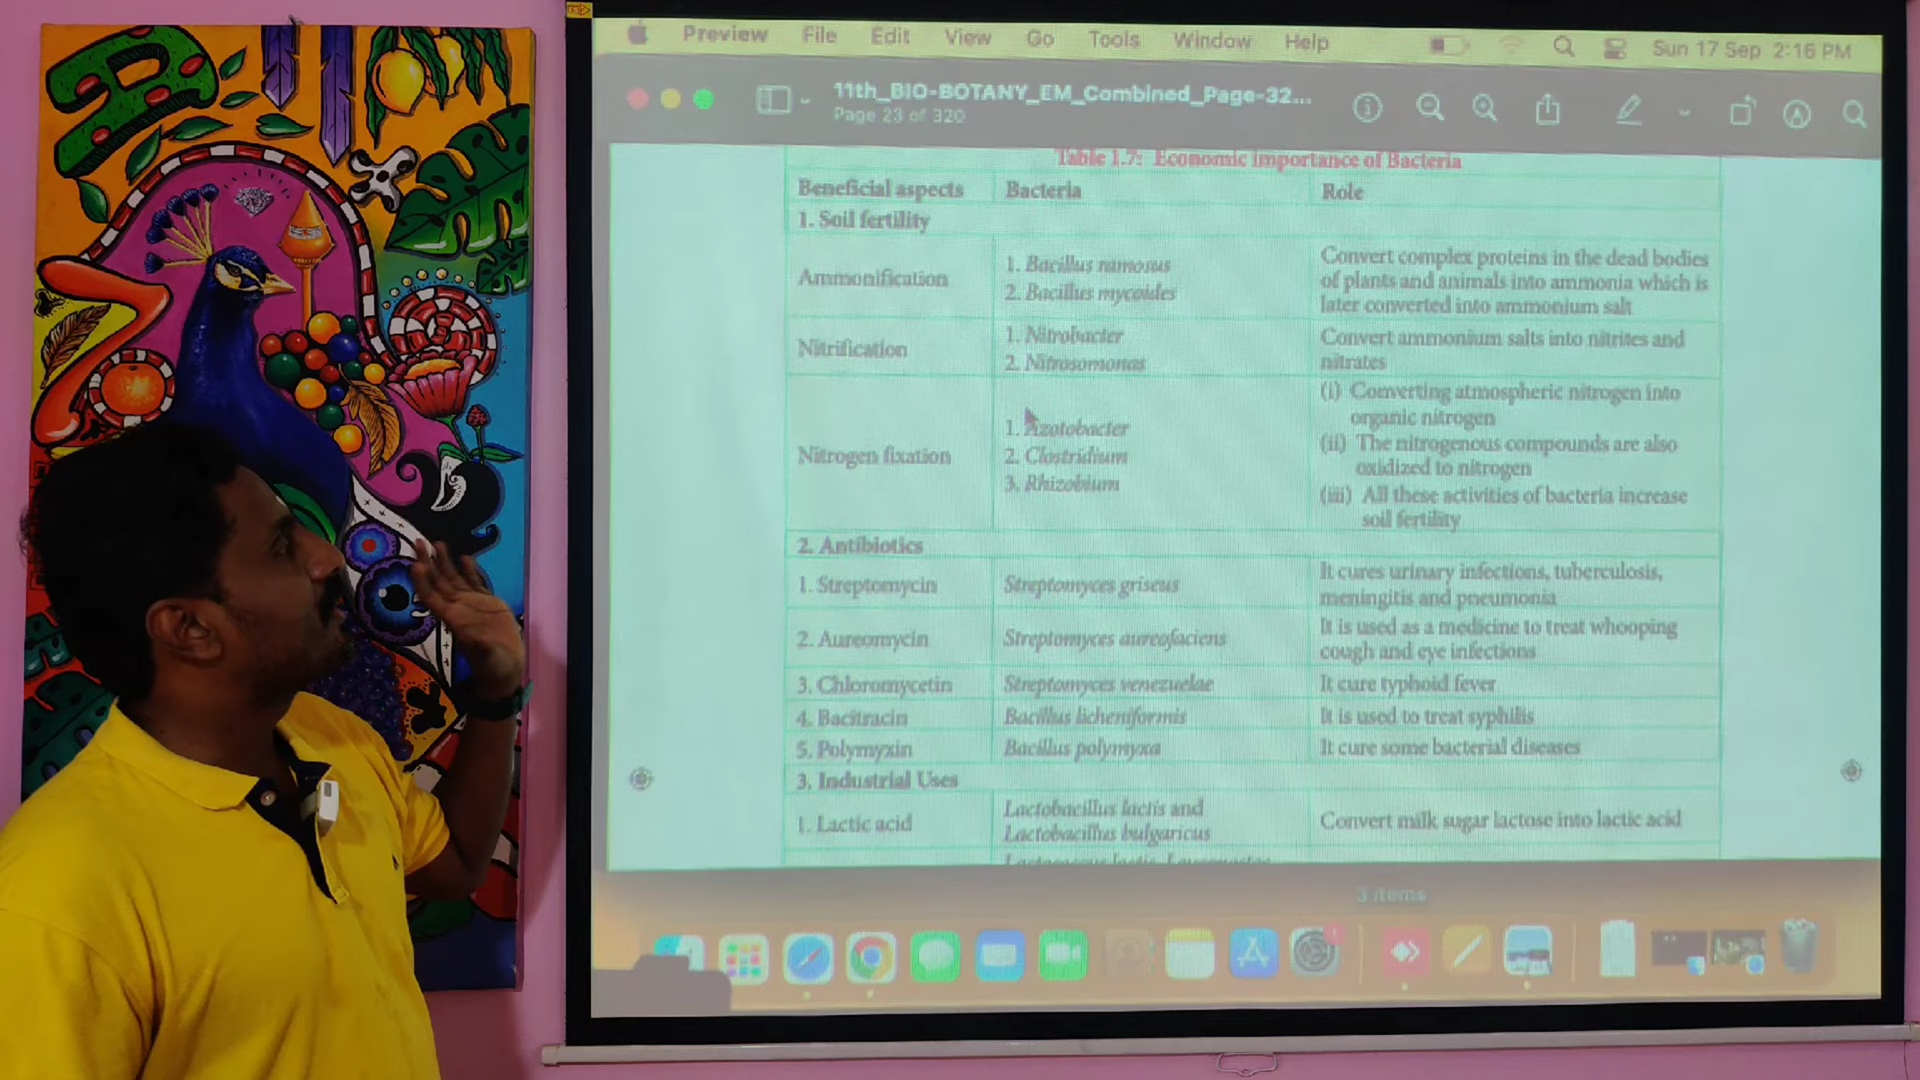 Preview File Edit View Go Tools Window Help Sun 17 Sep 2:16 PM
11th_BIO-BOTANY_EM_Combined_Page-32...
Page 23 of 320
Table 1.7: Economic Importance of Bacteria
Beneficial aspects Bacteria Role
1. Soil fertility
Ammonification
1. Bacillus ramosus
2. Bacillus mycoides
Convert complex proteins in the dead bodies
of plants and animals into ammonia which is
later converted into ammonium salt
Nitrification
1. Nitrobacter
2. Nitrosomonas
Convert ammonium salts into nitrites and
nitrates
Nitrogen fixation
1. Azotobacter
2. Clostridium
3. Rhizobium
(i) Converting atmospheric nitrogen into
organic nitrogen
(ii) The nitrogenous compounds are also
oxidized to nitrogen
(iii) All these activities of bacteria increase
soil fertility
2. Antibiotics
1. Streptomycin
Streptomyces griseus
It cures urinary infections, tuberculosis,
meningitis and pneumonia
2. Aureomycin
Streptomyces aureofaciens
It is used as a medicine to treat whooping
cough and eye infections
3. Chloromycetin Streptomyces venezuelae It cure typhoid fever
4. Bacitracin Bacillus licheniformis It is used to treat syphilis
5. Polymyxin Bacillus polymyxa It cure some bacterial diseases
3. Industrial Uses
1. Lactic acid
Lactobacillus lactis and
Lactobacillus bulgaricus
Convert milk sugar lactose into lactic acid
3 items